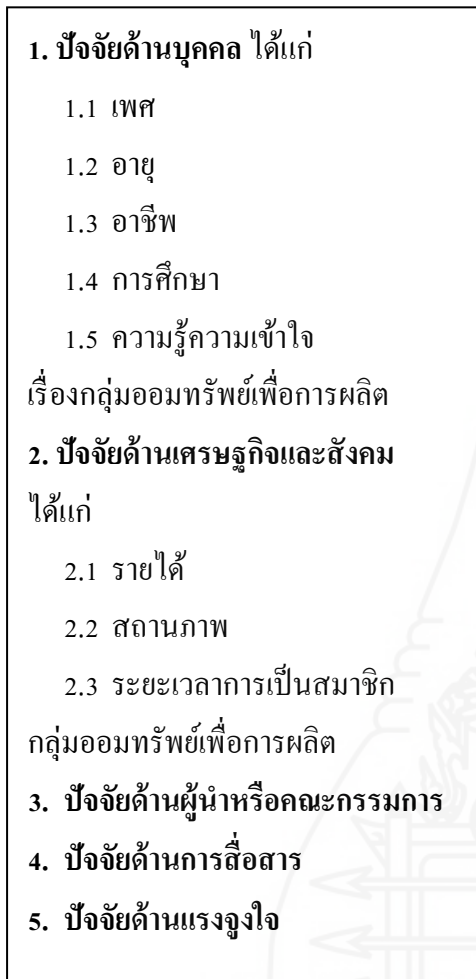 1. ปัจจัยด้านบุคคล ได้แก่
1.1 เพศ
1.2 อายุ
1.3 อาชีพ
1.4 การศึกษา
1.5 ความรู้ความเข้าใจ
เรื่องกลุ่มออมทรัพย์เพื่อการผลิต
2. ปัจจัยด้านเศรษฐกิจและสังคม
ได้แก่
2.1 รายได้
2.2 สถานภาพ
2.3 ระยะเวลาการเป็นสมาชิก
กลุ่มออมทรัพย์เพื่อการผลิต
3. ปัจจัยด้านผู้นำหรือคณะกรรมการ
4. ปัจจัยด้านการสื่อสาร
5. ปัจจัยด้านแรงจูงใจ